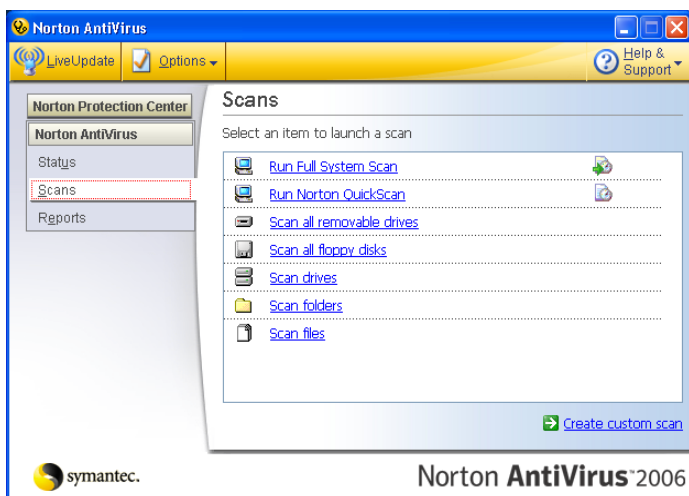 Norton AntiVirus
LiveUpdate
Options
Help & Support
Norton Protection Center
Norton AntiVirus
Status
Scans
Reports
Scans
Select an item to launch a scan
Run Full System Scan
Run Norton QuickScan
Scan all removable drives
Scan all floppy disks
Scan drives
Scan folders
Scan files
Create custom scan
symantec.
Norton AntiVirus™2006